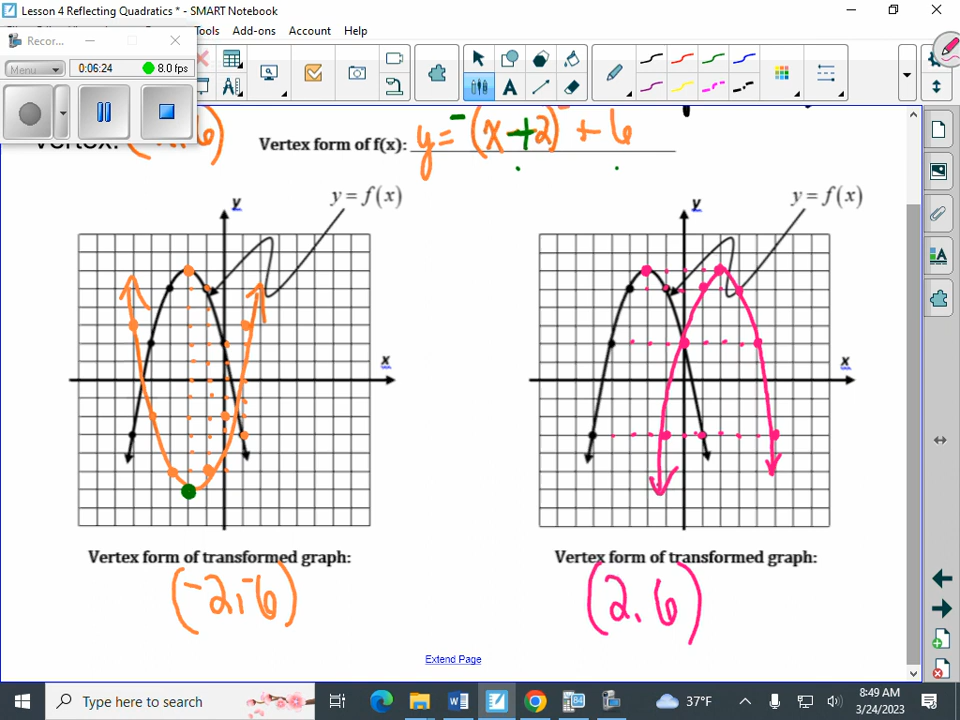 Lesson 4 Reflecting Quadratics * - SMART Notebook
Recor...
Tools Add-ons Account Help
Menu 0:06:24 8.0 fps
Vertex form of f(x): y = -(x + 2) + 6
y = f(x) y = f(x)
y y
x x
Vertex form of transformed graph: Vertex form of transformed graph:
(-2, -6) (2, 6)
Extend Page
Type here to search
37°F
8:49 AM
3/24/2023